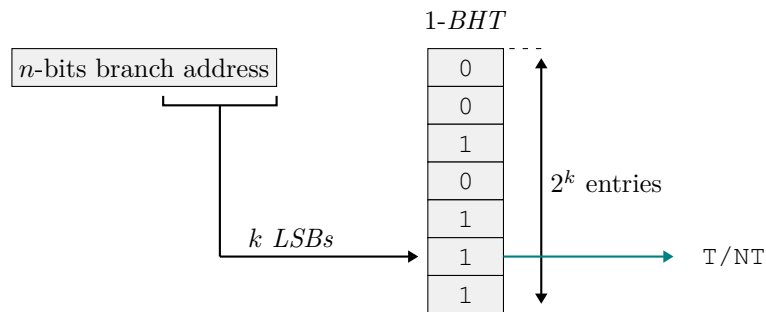 1-BHT
n-bits branch address
0
0
1
0
2^k entries
1
k LSBs
1
T/NT
1